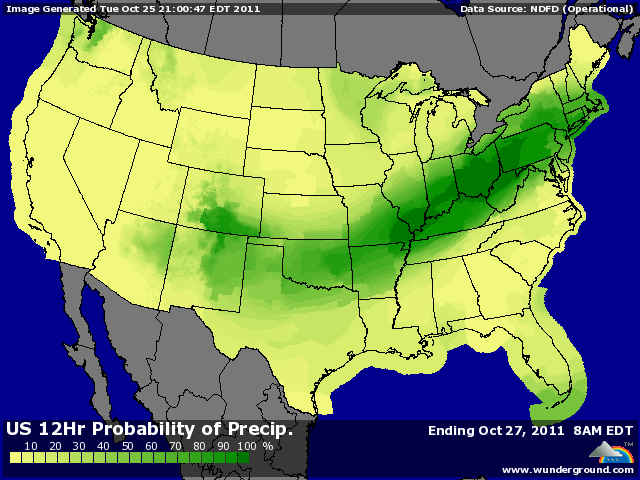 Image Generated Tue Oct 25 21:00:47 EDT 2011 Data Source: NDFD (Operational)
US 12Hr Probability of Precip. Ending Oct 27, 2011 8AM EDT
10 20 30 40 50 60 70 80 90 100 %
TM
www.wunderground.com